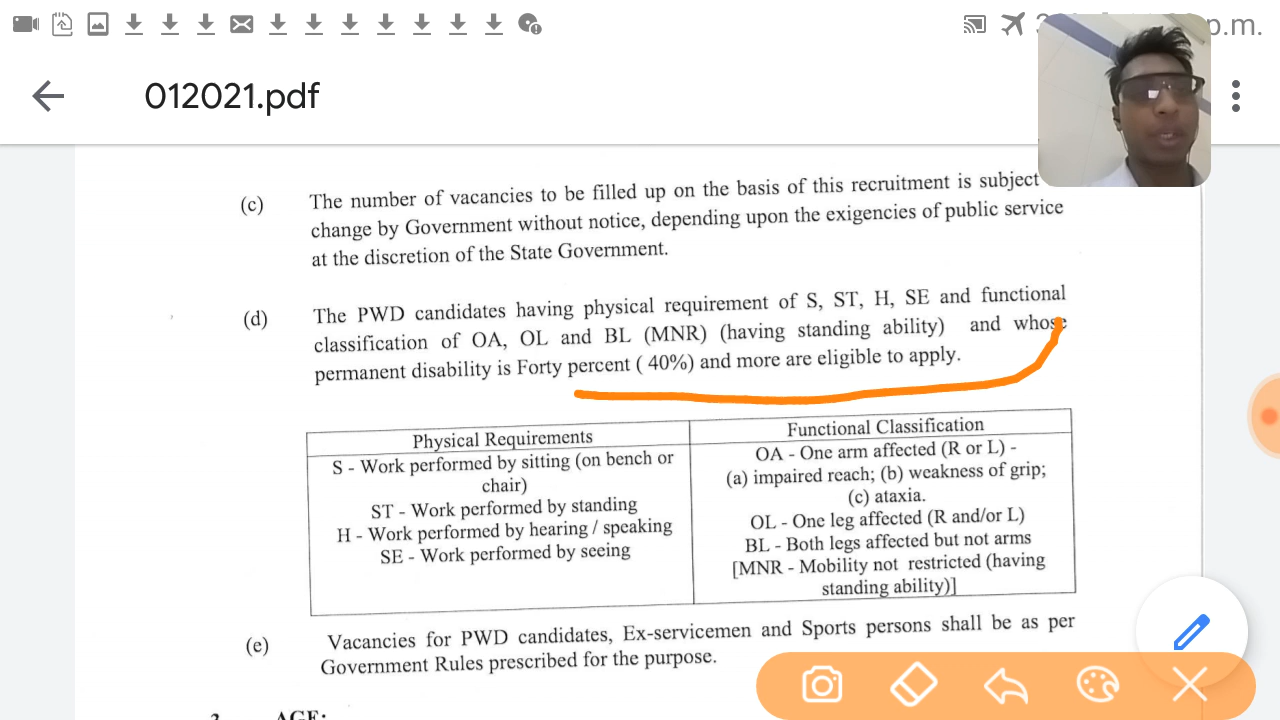 p.m.
012021.pdf
(c) The number of vacancies to be filled up on the basis of this recruitment is subject
change by Government without notice, depending upon the exigencies of public service
at the discretion of the State Government.
(d) The PWD candidates having physical requirement of S, ST, H, SE and functional
classification of OA, OL and BL (MNR) (having standing ability) and whose
permanent disability is Forty percent ( 40%) and more are eligible to apply.
Physical Requirements
S - Work performed by sitting (on bench or
chair)
ST - Work performed by standing
H - Work performed by hearing / speaking
SE - Work performed by seeing
Functional Classification
OA - One arm affected (R or L) -
(a) impaired reach; (b) weakness of grip;
(c) ataxia.
OL - One leg affected (R and/or L)
BL - Both legs affected but not arms
[MNR - Mobility not restricted (having
standing ability)]
(e) Vacancies for PWD candidates, Ex-servicemen and Sports persons shall be as per
Government Rules prescribed for the purpose.
AGE: